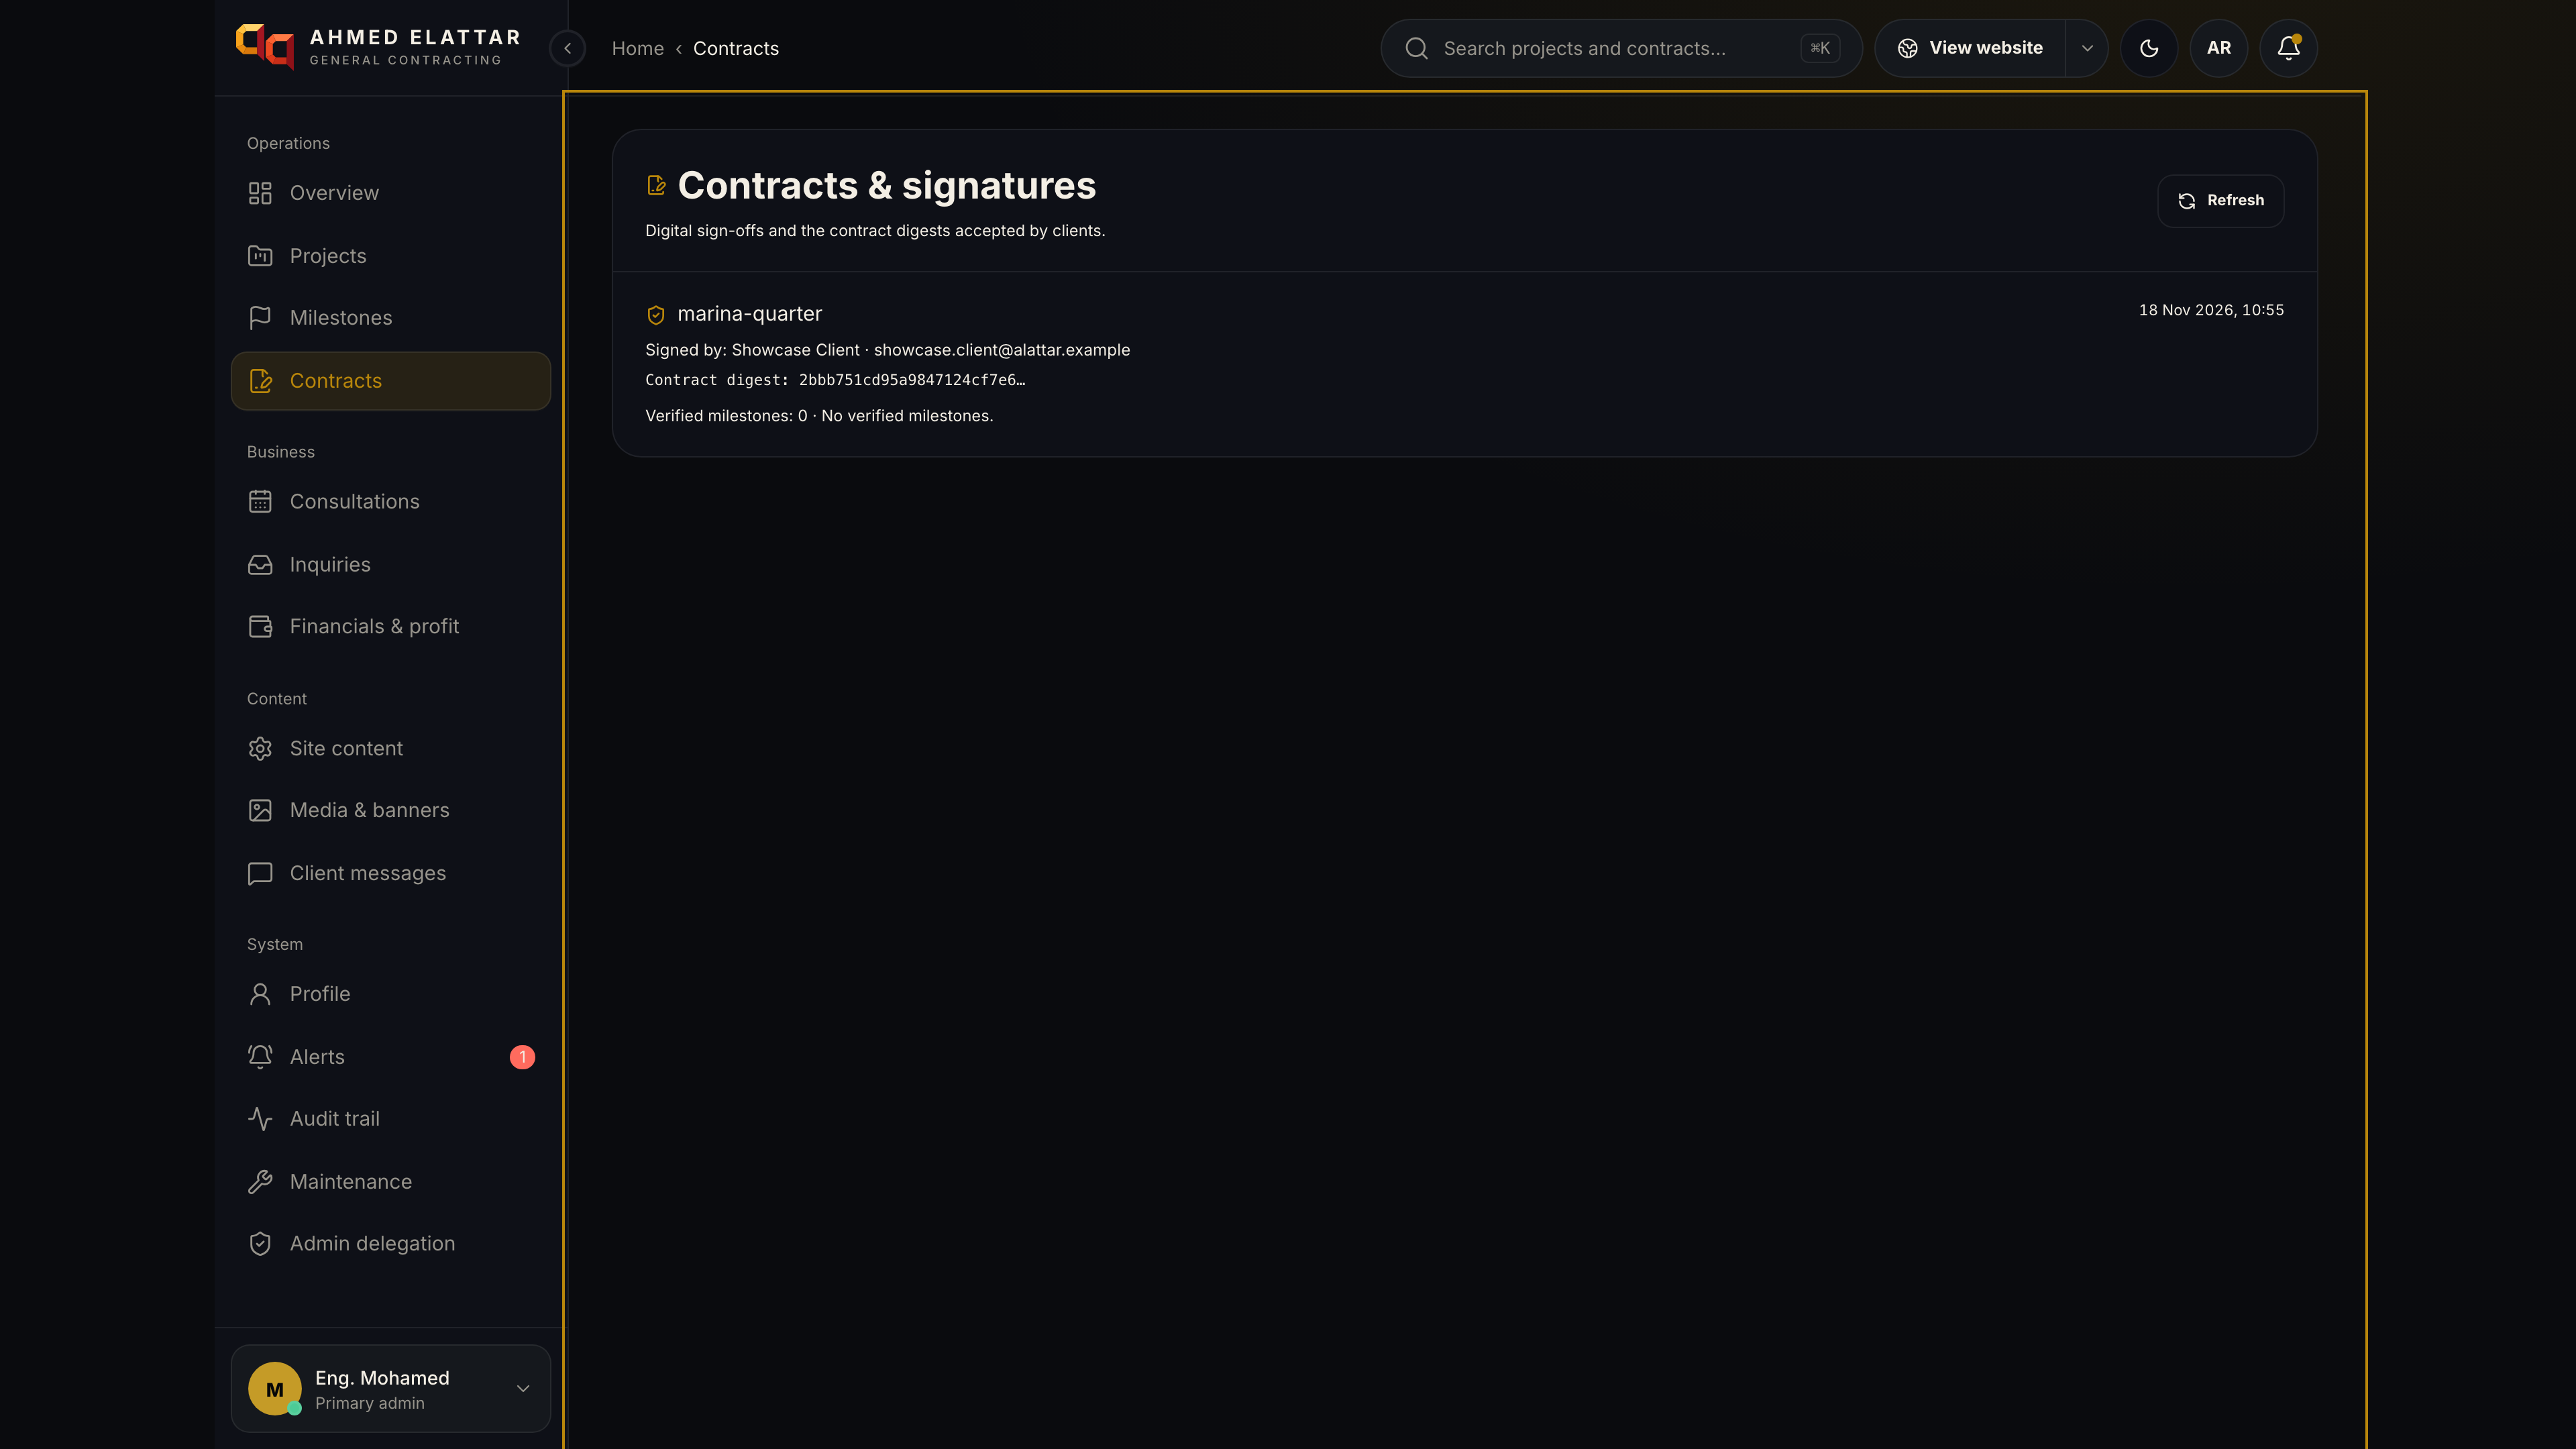 AHMED ELATTAR
GENERAL CONTRACTING
Home ‹ Contracts
Search projects and contracts...
⌘K
View website
AR
Operations
Overview
Projects
Milestones
Contracts
Business
Consultations
Inquiries
Financials & profit
Content
Site content
Media & banners
Client messages
System
Profile
Alerts
1
Audit trail
Maintenance
Admin delegation
M
Eng. Mohamed
Primary admin
Contracts & signatures
Digital sign-offs and the contract digests accepted by clients.
Refresh
marina-quarter
18 Nov 2026, 10:55
Signed by: Showcase Client · showcase.client@alattar.example
Contract digest: 2bbb751cd95a9847124cf7e6…
Verified milestones: 0 · No verified milestones.